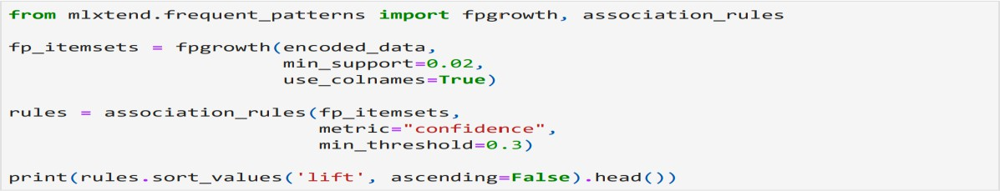 from mlxtend.frequent_patterns import fpgrowth, association_rules
fp_itemsets = fpgrowth(encoded_data,
                       min_support=0.02,
                       use_colnames=True)
rules = association_rules(fp_itemsets,
                          metric="confidence",
                          min_threshold=0.3)
print(rules.sort_values('lift', ascending=False).head())